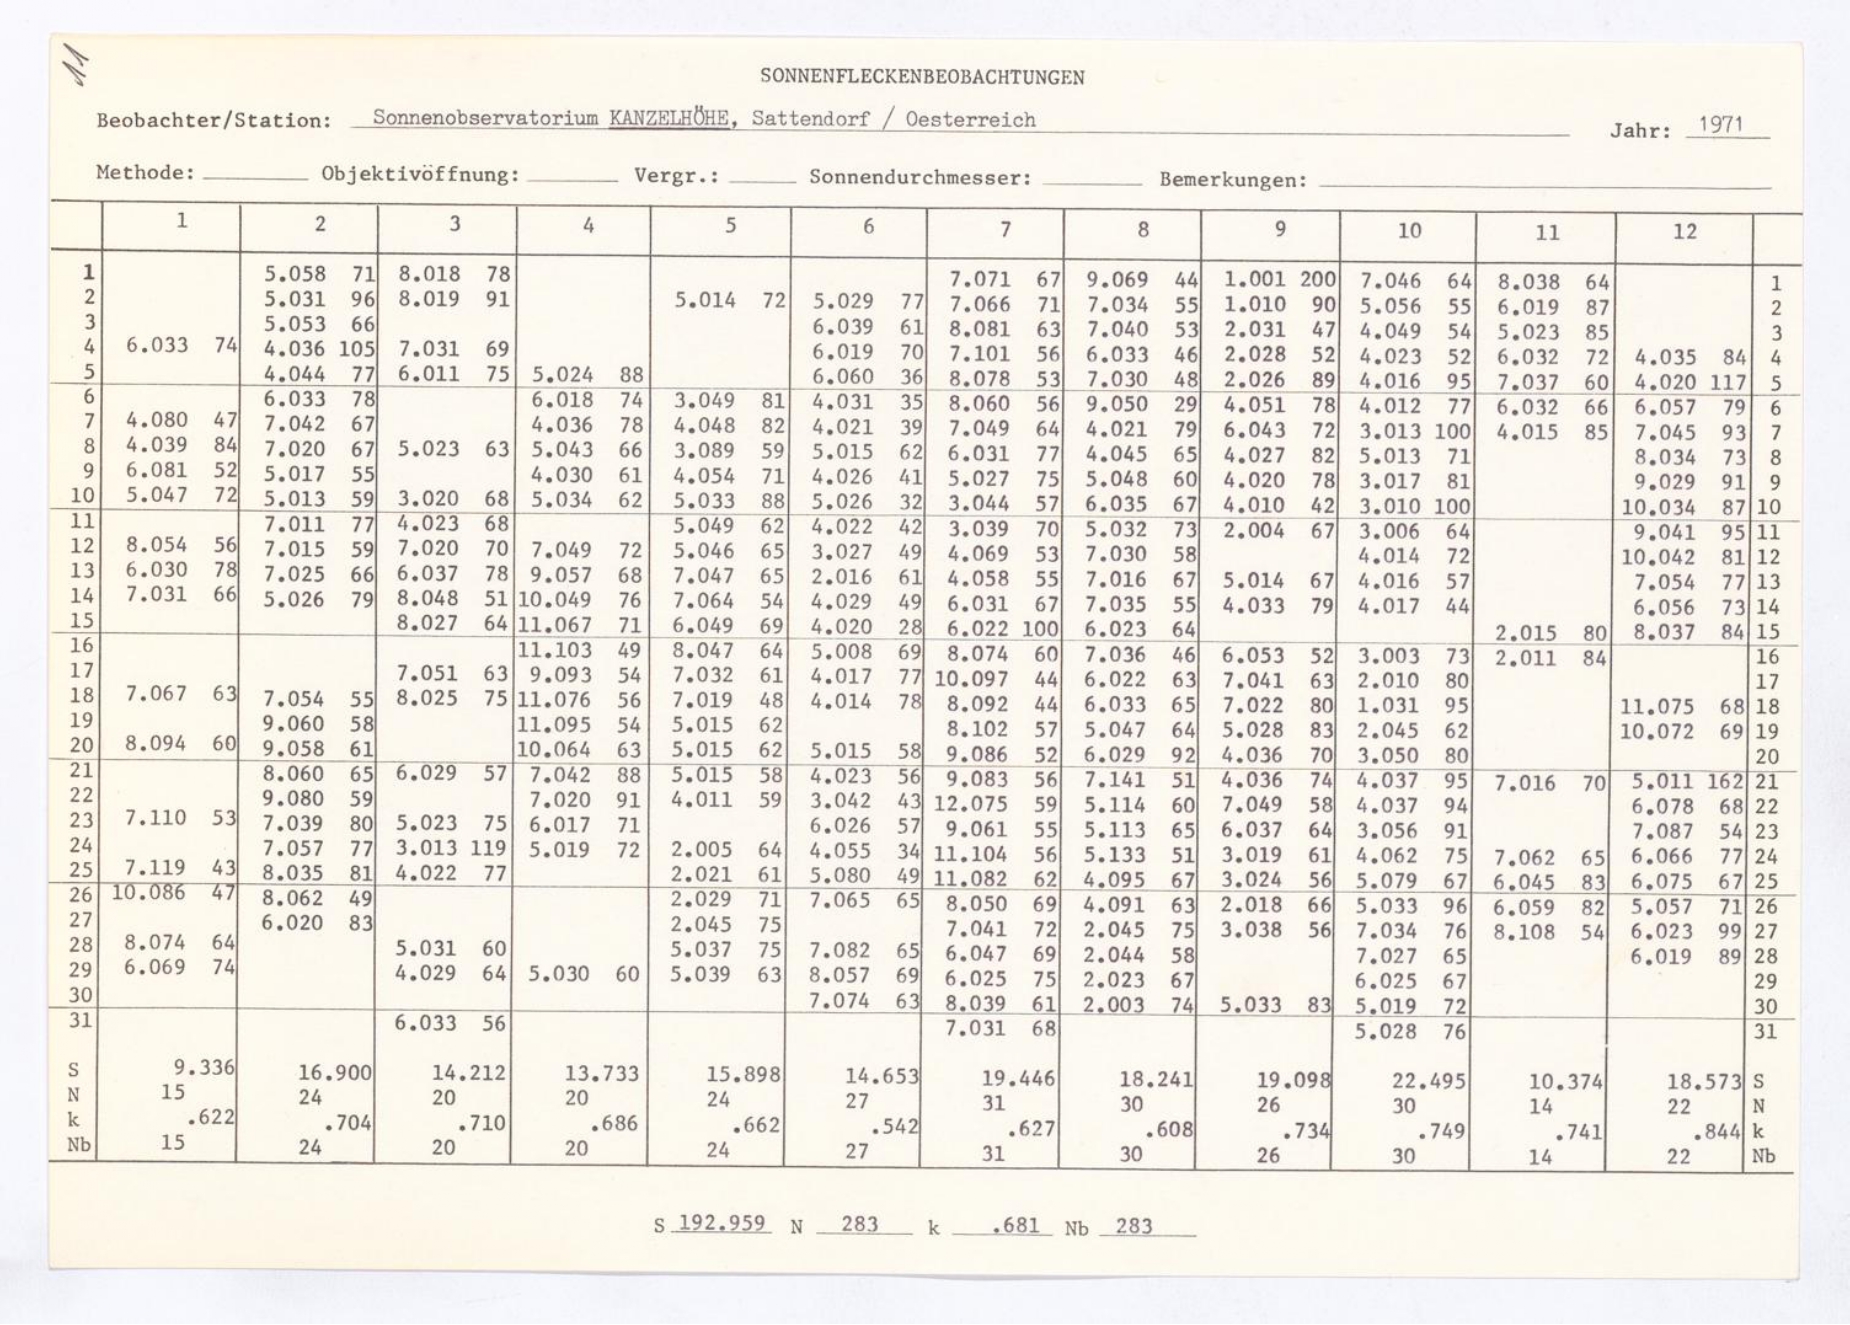 11
SONNENFLECKENBEOBACHTUNGEN
Beobachter/Station: Sonnenobservatorium KANZELHÖHE, Sattendorf / Oesterreich Jahr: 1971
Methode: Objektivöffnung: Vergr.: Sonnendurchmesser: Bemerkungen:
1 2 3 4 5 6 7 8 9 10 11 12
1 5.058 71 8.018 78 7.071 67 9.069 44 1.001 200 7.046 64 8.038 64 1
2 5.031 96 8.019 91 5.014 72 5.029 77 7.066 71 7.034 55 1.010 90 5.056 55 6.019 87 2
3 5.053 66 6.039 61 8.081 63 7.040 53 2.031 47 4.049 54 5.023 85 3
4 6.033 74 4.036 105 7.031 69 6.019 70 7.101 56 6.033 46 2.028 52 4.023 52 6.032 72 4.035 84 4
5 4.044 77 6.011 75 5.024 88 6.060 36 8.078 53 7.030 48 2.026 89 4.016 95 7.037 60 4.020 117 5
6 6.033 78 6.018 74 3.049 81 4.031 35 8.060 56 9.050 29 4.051 78 4.012 77 6.032 66 6.057 79 6
7 4.080 47 7.042 67 4.036 78 4.048 82 4.021 39 7.049 64 4.021 79 6.043 72 3.013 100 4.015 85 7.045 93 7
8 4.039 84 7.020 67 5.023 63 5.043 66 3.089 59 5.015 62 6.031 77 4.045 65 4.027 82 5.013 71 8.034 73 8
9 6.081 52 5.017 55 4.030 61 4.054 71 4.026 41 5.027 75 5.048 60 4.020 78 3.017 81 9.029 91 9
10 5.047 72 5.013 59 3.020 68 5.034 62 5.033 88 5.026 32 3.044 57 6.035 67 4.010 42 3.010 100 10.034 87 10
11 7.011 77 4.023 68 5.049 62 4.022 42 3.039 70 5.032 73 2.004 67 3.006 64 9.041 95 11
12 8.054 56 7.015 59 7.020 70 7.049 72 5.046 65 3.027 49 4.069 53 7.030 58 4.014 72 10.042 81 12
13 6.030 78 7.025 66 6.037 78 9.057 68 7.047 65 2.016 61 4.058 55 7.016 67 5.014 67 4.016 57 7.054 77 13
14 7.031 66 5.026 79 8.048 51 10.049 76 7.064 54 4.029 49 6.031 67 7.035 55 4.033 79 4.017 44 6.056 73 14
15 8.027 64 11.067 71 6.049 69 4.020 28 6.022 100 6.023 64 2.015 80 8.037 84 15
16 11.103 49 8.047 64 5.008 69 8.074 60 7.036 46 6.053 52 3.003 73 2.011 84 16
17 7.051 63 9.093 54 7.032 61 4.017 77 10.097 44 6.022 63 7.041 63 2.010 80 17
18 7.067 63 7.054 55 8.025 75 11.076 56 7.019 48 4.014 78 8.092 44 6.033 65 7.022 80 1.031 95 11.075 68 18
19 9.060 58 11.095 54 5.015 62 8.102 57 5.047 64 5.028 83 2.045 62 10.072 69 19
20 8.094 60 9.058 61 10.064 63 5.015 62 5.015 58 9.086 52 6.029 92 4.036 70 3.050 80 20
21 8.060 65 6.029 57 7.042 88 5.015 58 4.023 56 9.083 56 7.141 51 4.036 74 4.037 95 7.016 70 5.011 162 21
22 9.080 59 7.020 91 4.011 59 3.042 43 12.075 59 5.114 60 7.049 58 4.037 94 6.078 68 22
23 7.110 53 7.039 80 5.023 75 6.017 71 6.026 57 9.061 55 5.113 65 6.037 64 3.056 91 7.087 54 23
24 7.057 77 3.013 119 5.019 72 2.005 64 4.055 34 11.104 56 5.133 51 3.019 61 4.062 75 7.062 65 6.066 77 24
25 7.119 43 8.035 81 4.022 77 2.021 61 5.080 49 11.082 62 4.095 67 3.024 56 5.079 67 6.045 83 6.075 67 25
26 10.086 47 8.062 49 2.029 71 7.065 65 8.050 69 4.091 63 2.018 66 5.033 96 6.059 82 5.057 71 26
27 6.020 83 2.045 75 7.041 72 2.045 75 3.038 56 7.034 76 8.108 54 6.023 99 27
28 8.074 64 5.031 60 5.037 75 7.082 65 6.047 69 2.044 58 7.027 65 6.019 89 28
29 6.069 74 4.029 64 5.030 60 5.039 63 8.057 69 6.025 75 2.023 67 6.025 67 29
30 7.074 63 8.039 61 2.003 74 5.033 83 5.019 72 30
31 6.033 56 7.031 68 5.028 76 31
S 9.336 16.900 14.212 13.733 15.898 14.653 19.446 18.241 19.098 22.495 10.374 18.573 S
N 15 24 20 20 24 27 31 30 26 30 14 22 N
k .622 .704 .710 .686 .662 .542 .627 .608 .734 .749 .741 .844 k
Nb 15 24 20 20 24 27 31 30 26 30 14 22 Nb
S 192.959 N 283 k .681 Nb 283